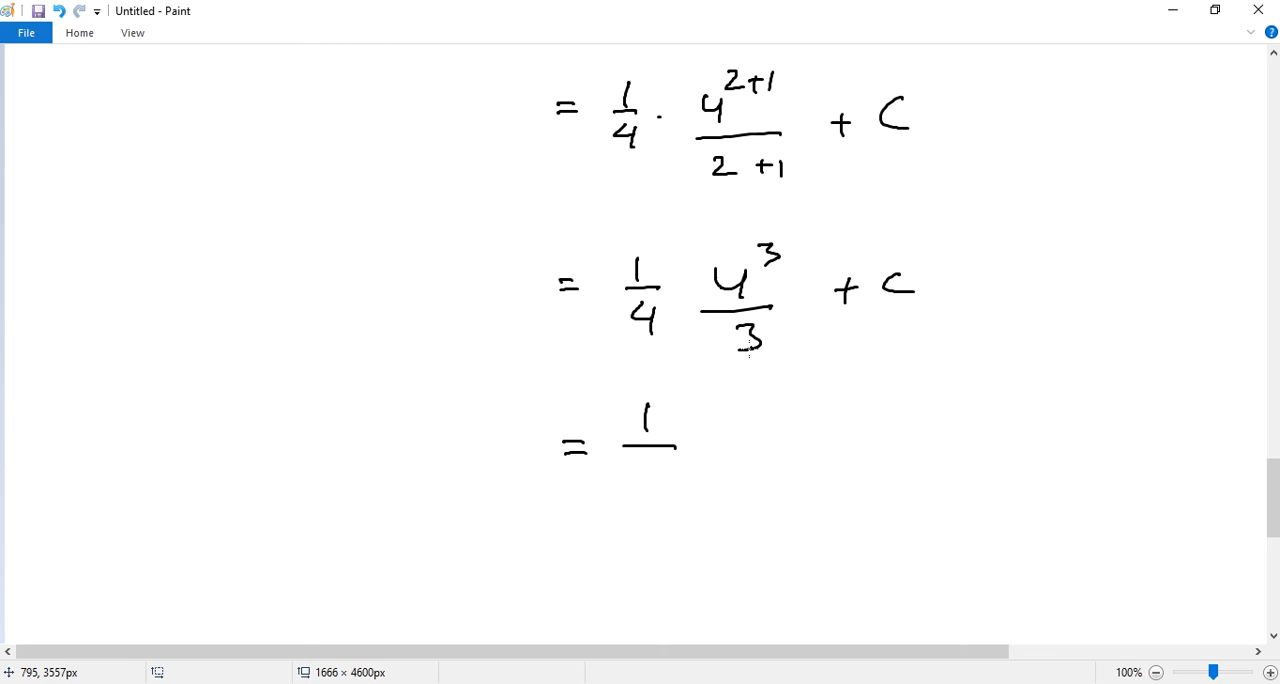 Untitled - Paint
File Home View
= 1/4 · u^(2+1)/(2+1) + C
= 1/4 u^3/3 + C
= 1/
795, 3557px 1666 × 4600px 100%